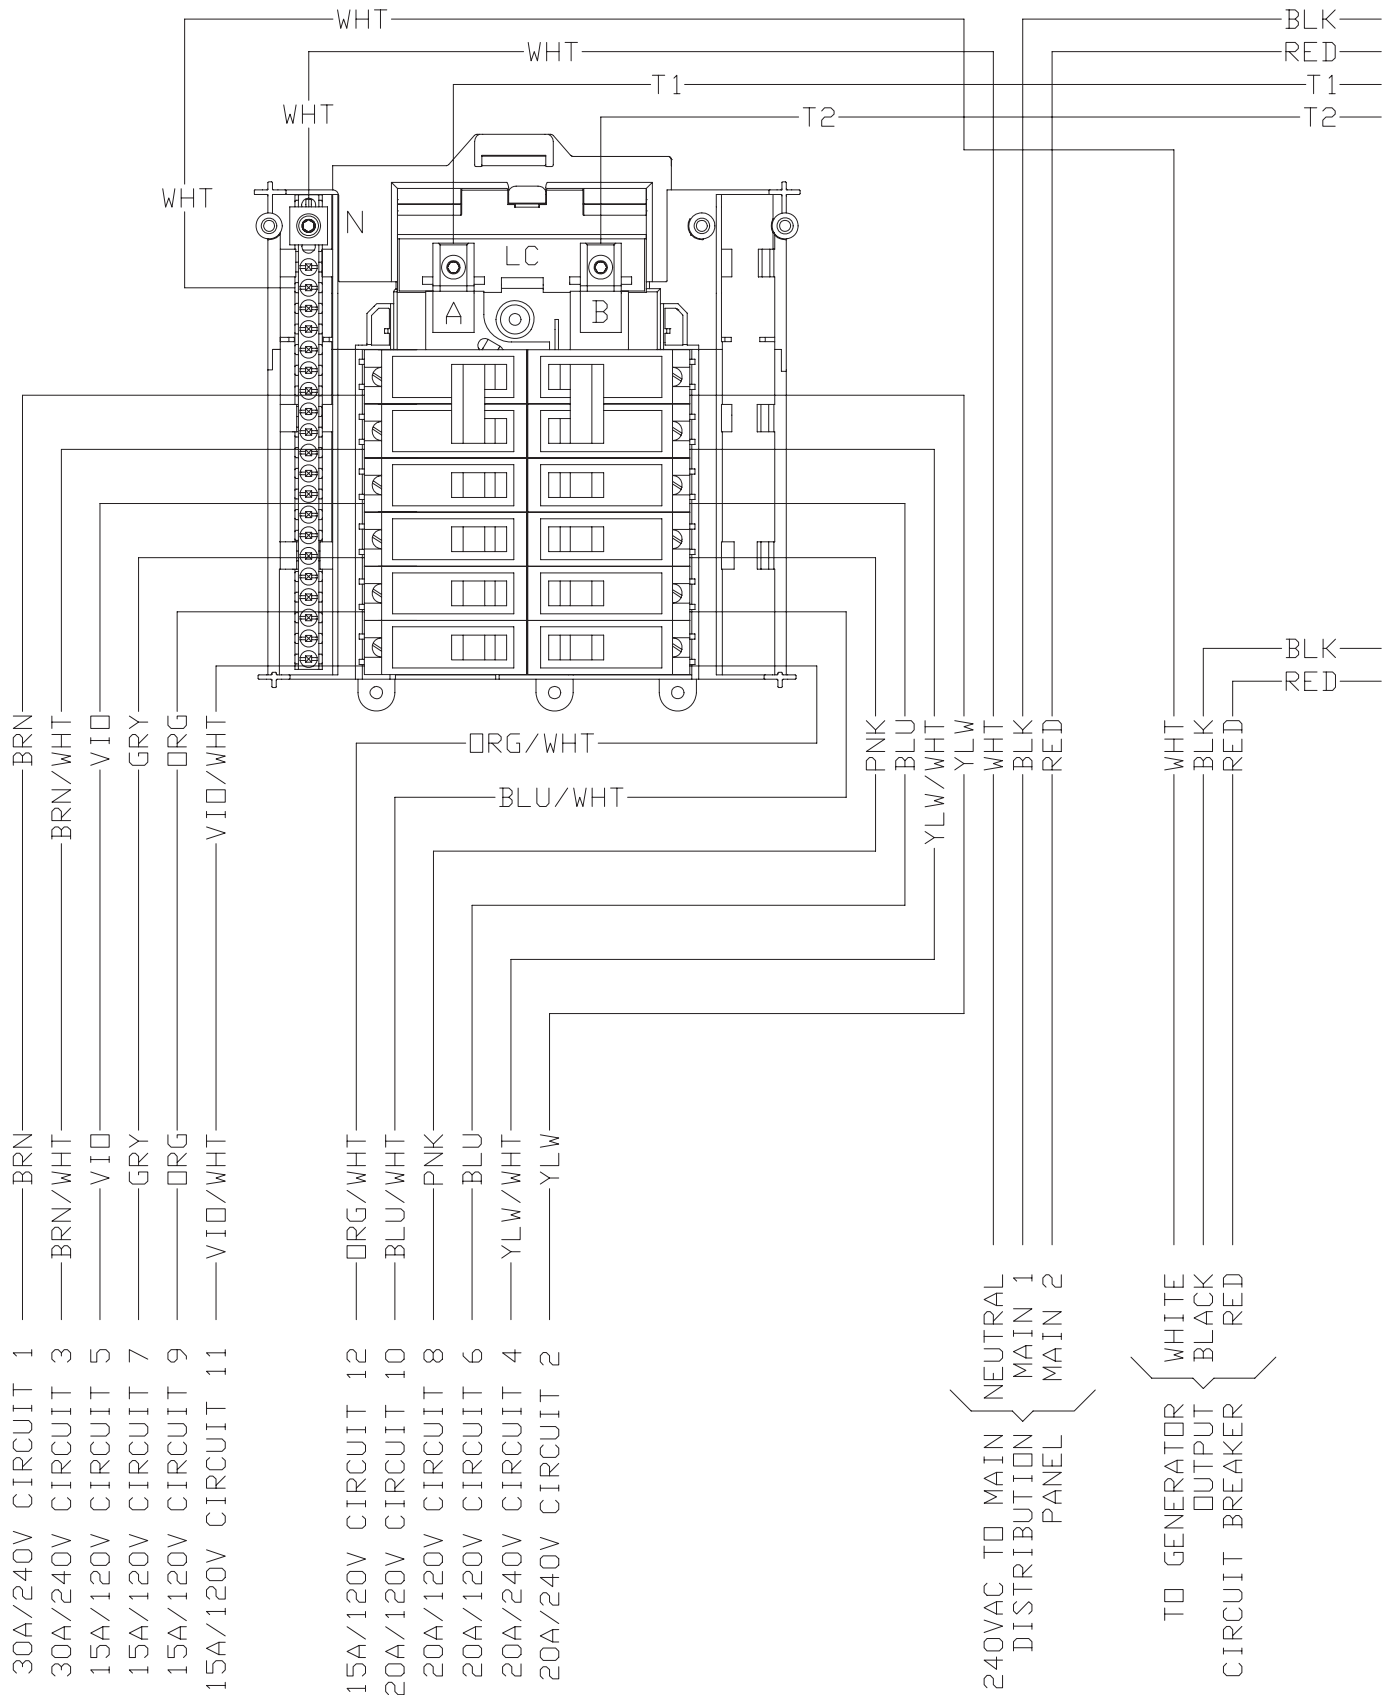 WHT
BLK
WHT
RED
T1
T1
WHT
T2
T2
WHT
N
LC
A
B
BLK
RED
BRN
BRN/WHT
VIO
GRY
ORG
VIO/WHT
ORG/WHT
BLU/WHT
PNK
BLU
YLW/WHT
YLW
WHT
BLK
RED
WHT
BLK
RED
BRN
BRN/WHT
VIO
GRY
ORG
VIO/WHT
ORG/WHT
BLU/WHT
PNK
BLU
YLW/WHT
YLW
30A/240V CIRCUIT 1
30A/240V CIRCUIT 3
15A/120V CIRCUIT 5
15A/120V CIRCUIT 7
15A/120V CIRCUIT 9
15A/120V CIRCUIT 11
15A/120V CIRCUIT 12
20A/120V CIRCUIT 10
20A/120V CIRCUIT 8
20A/120V CIRCUIT 6
20A/240V CIRCUIT 4
20A/240V CIRCUIT 2
NEUTRAL
MAIN 1
MAIN 2
240VAC TO MAIN
DISTRIBUTION
PANEL
WHITE
BLACK
RED
TO GENERATOR
OUTPUT
CIRCUIT BREAKER